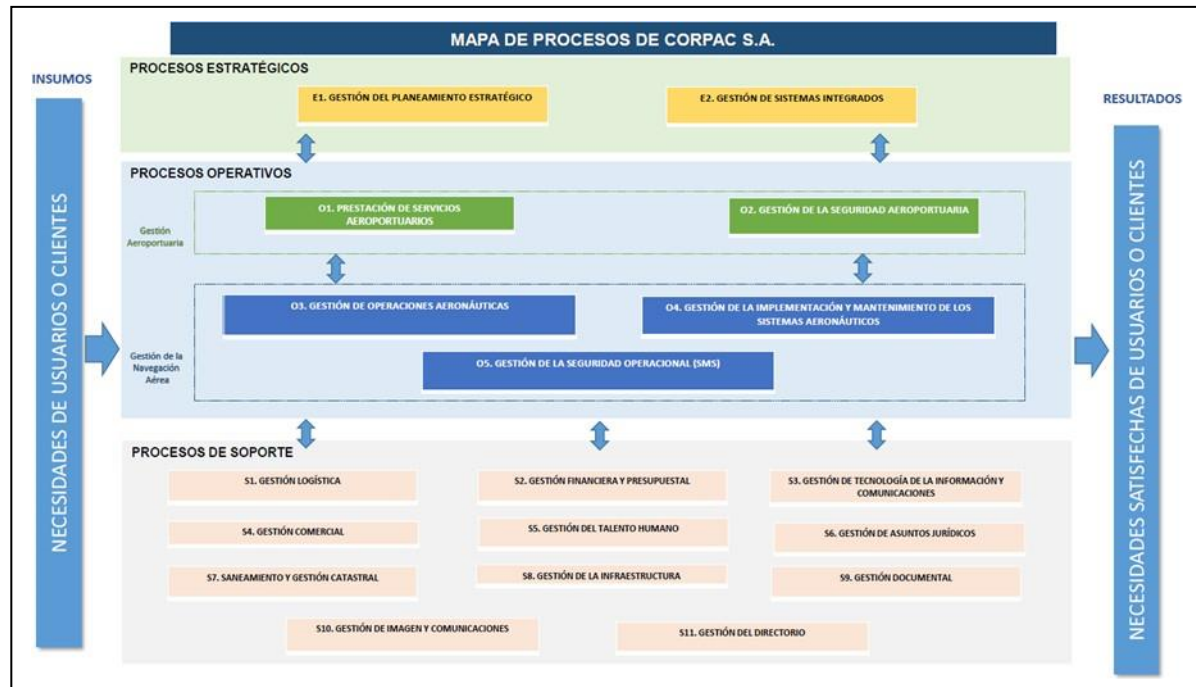 MAPA DE PROCESOS DE CORPAC S.A.
INSUMOS
NECESIDADES DE USUARIOS O CLIENTES
PROCESOS ESTRATÉGICOS
E1. GESTIÓN DEL PLANEAMIENTO ESTRATÉGICO
E2. GESTIÓN DE SISTEMAS INTEGRADOS
PROCESOS OPERATIVOS
Gestión
Aeroportuaria
O1. PRESTACIÓN DE SERVICIOS
AEROPORTUARIOS
O2. GESTIÓN DE LA SEGURIDAD AEROPORTUARIA
Gestión de la
Navegación
Aérea
O3. GESTIÓN DE OPERACIONES AERONÁUTICAS
O4. GESTIÓN DE LA IMPLEMENTACIÓN Y MANTENIMIENTO DE LOS
SISTEMAS AERONÁUTICOS
O5. GESTIÓN DE LA SEGURIDAD OPERACIONAL (SMS)
PROCESOS DE SOPORTE
S1. GESTIÓN LOGÍSTICA
S2. GESTIÓN FINANCIERA Y PRESUPUESTAL
S3. GESTIÓN DE TECNOLOGÍA DE LA INFORMACIÓN Y
COMUNICACIONES
S4. GESTIÓN COMERCIAL
S5. GESTIÓN DEL TALENTO HUMANO
S6. GESTIÓN DE ASUNTOS JURÍDICOS
S7. SANEAMIENTO Y GESTIÓN CATASTRAL
S8. GESTIÓN DE LA INFRAESTRUCTURA
S9. GESTIÓN DOCUMENTAL
S10. GESTIÓN DE IMAGEN Y COMUNICACIONES
S11. GESTIÓN DEL DIRECTORIO
RESULTADOS
NECESIDADES SATISFECHAS DE USUARIOS O CLIENTES